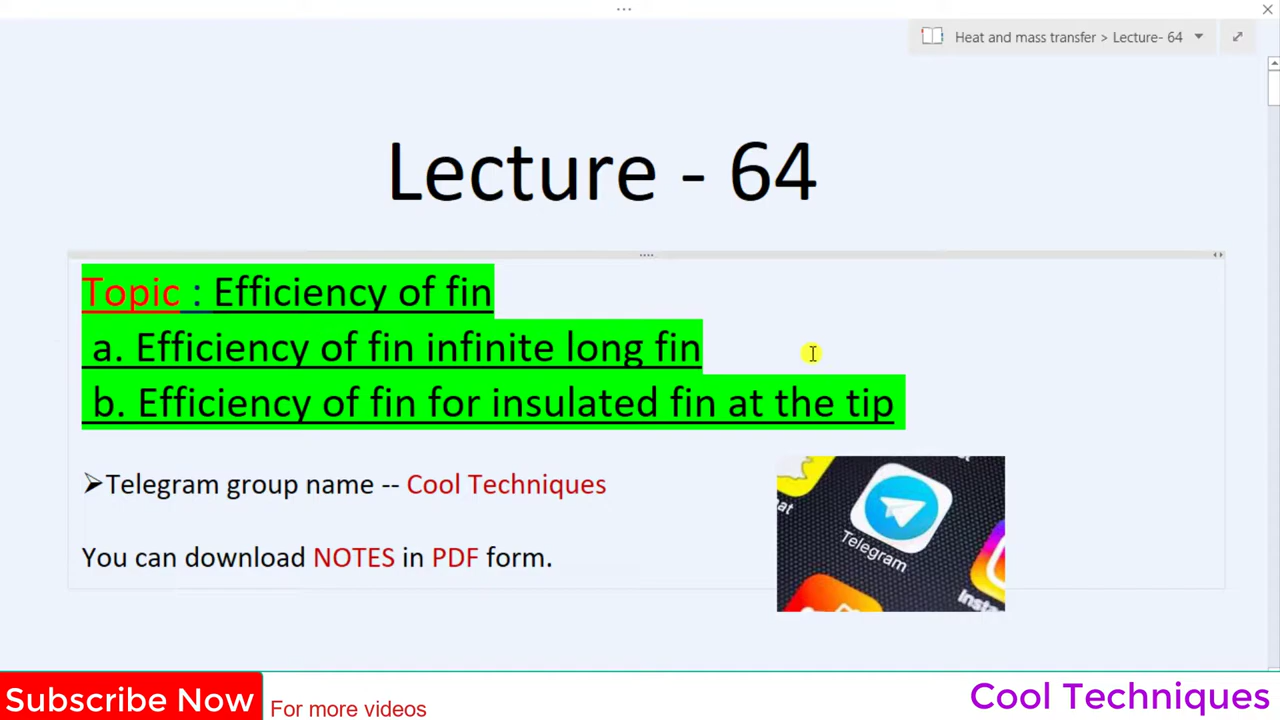 Heat and mass transfer > Lecture- 64
Lecture - 64
Topic : Efficiency of fin
a. Efficiency of fin infinite long fin
b. Efficiency of fin for insulated fin at the tip
➢Telegram group name -- Cool Techniques
You can download NOTES in PDF form.
at
Telegram
Insta
Subscribe Now
For more videos
Cool Techniques